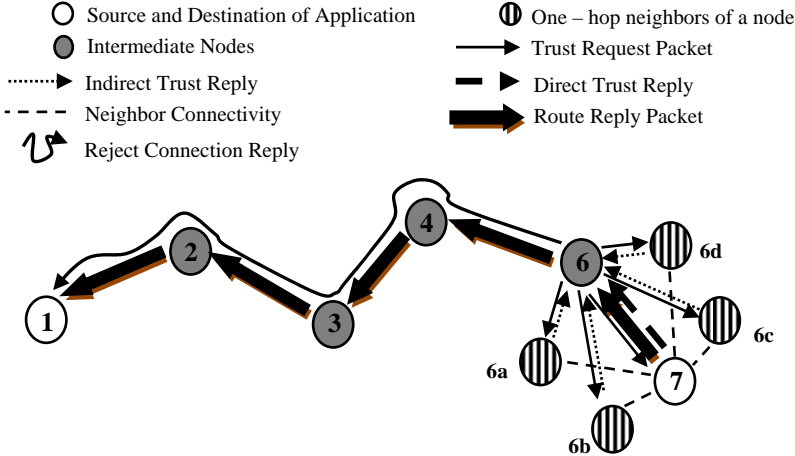 Source and Destination of Application
One – hop neighbors of a node
Intermediate Nodes
Trust Request Packet
Indirect Trust Reply
Direct Trust Reply
Neighbor Connectivity
Route Reply Packet
Reject Connection Reply
4
2
6
6d
1
3
6c
6a
7
6b